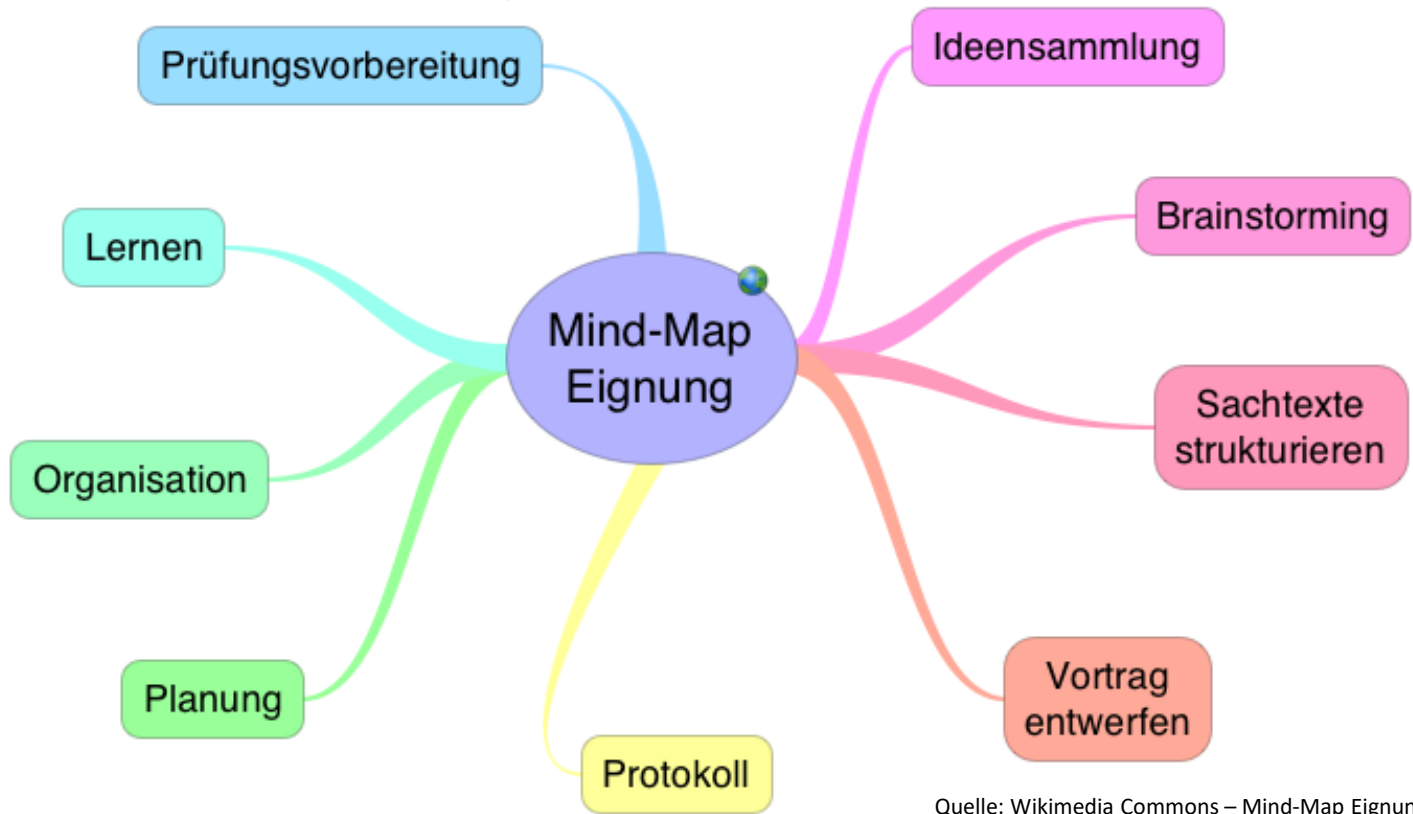 Prüfungsvorbereitung
Ideensammlung
Lernen
Brainstorming
Mind-Map
Eignung
Sachtexte
strukturieren
Organisation
Planung
Vortrag
entwerfen
Protokoll
Quelle: Wikimedia Commons – Mind-Map